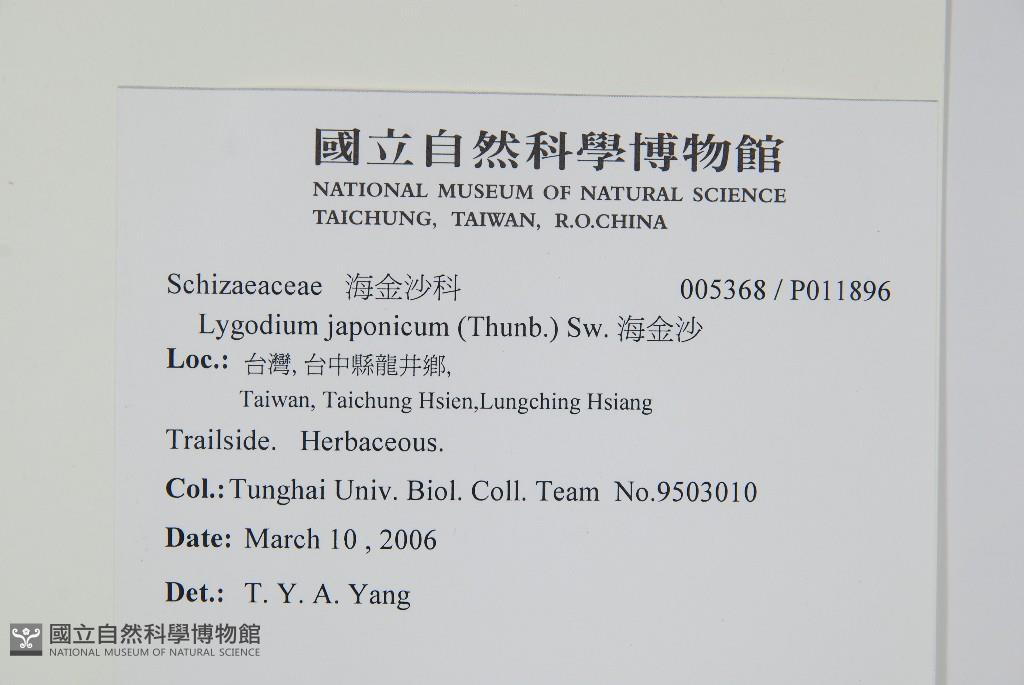 國立自然科學博物館
NATIONAL MUSEUM OF NATURAL SCIENCE
TAICHUNG, TAIWAN, R.O.CHINA
Schizaeaceae 海金沙科 005368 / P011896
Lygodium japonicum (Thunb.) Sw. 海金沙
Loc.: 台灣, 台中縣龍井鄉,
Taiwan, Taichung Hsien,Lungching Hsiang
Trailside. Herbaceous.
Col.: Tunghai Univ. Biol. Coll. Team No.9503010
Date: March 10 , 2006
Det.: T. Y. A. Yang
國立自然科學博物館
NATIONAL MUSEUM OF NATURAL SCIENCE